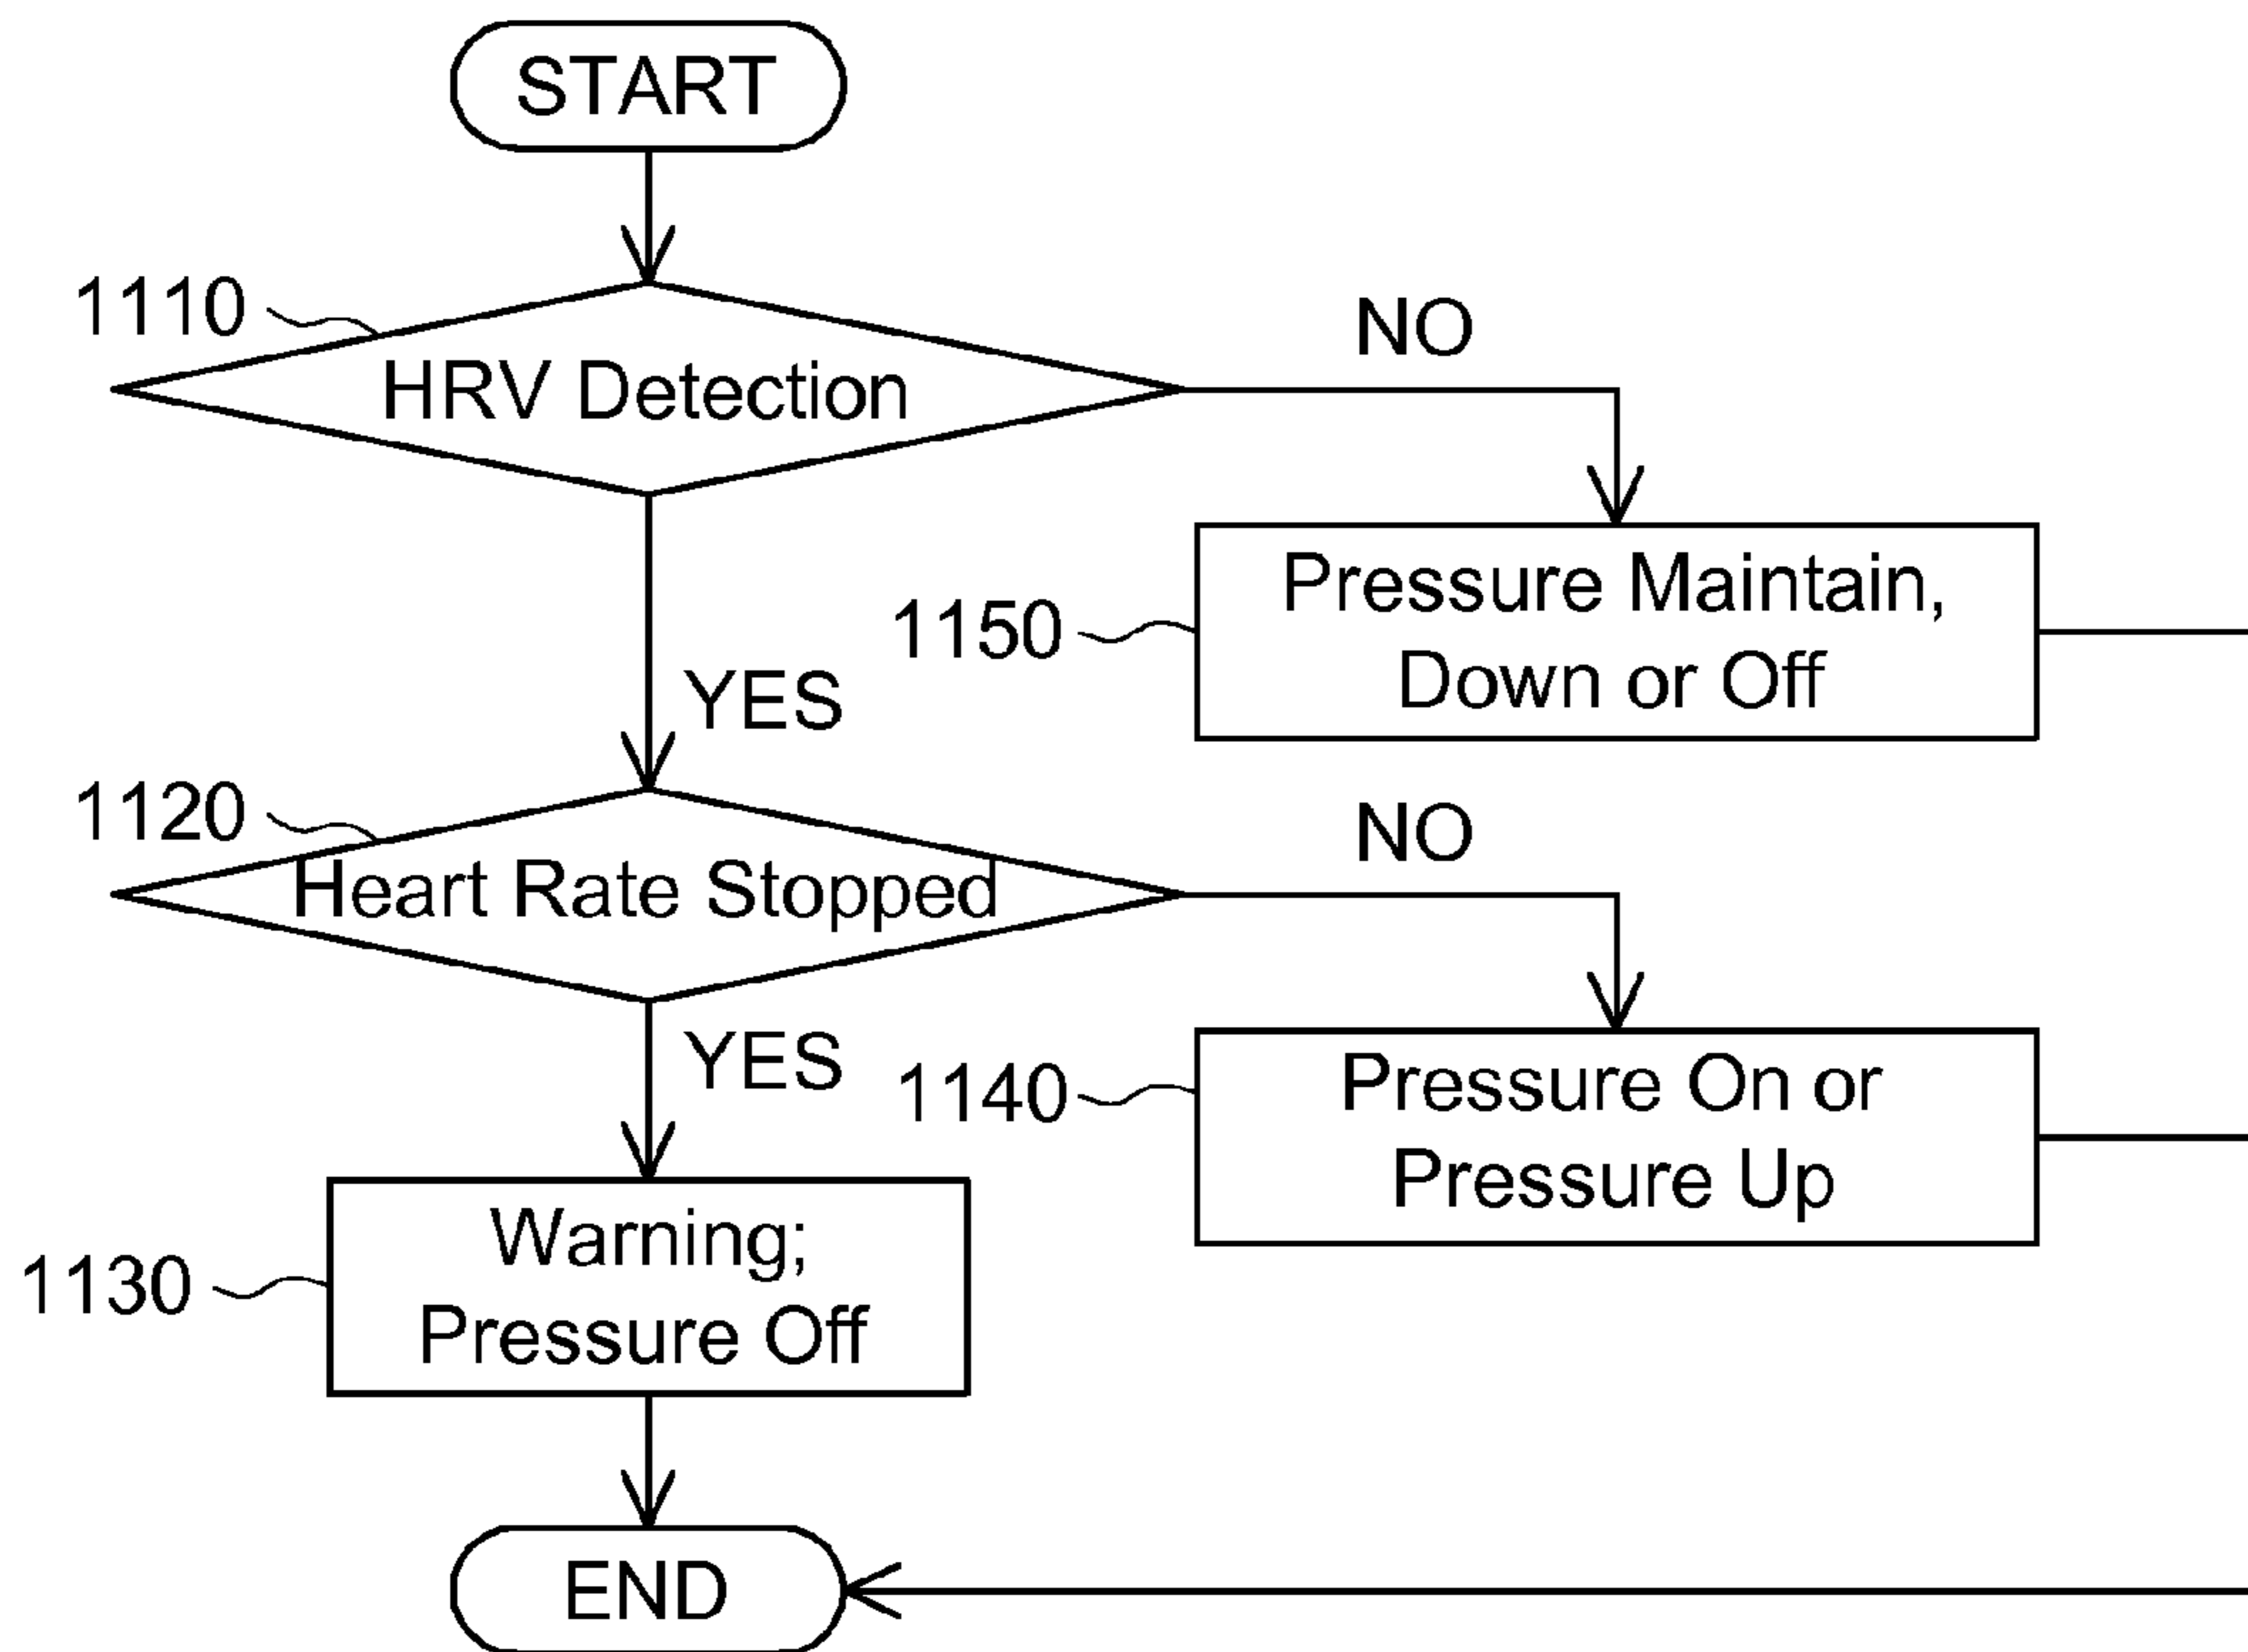 START
1110
HRV Detection
NO
1150
Pressure Maintain,
Down or Off
YES
1120
Heart Rate Stopped
NO
YES
1140
Pressure On or
Pressure Up
1130
Warning;
Pressure Off
END